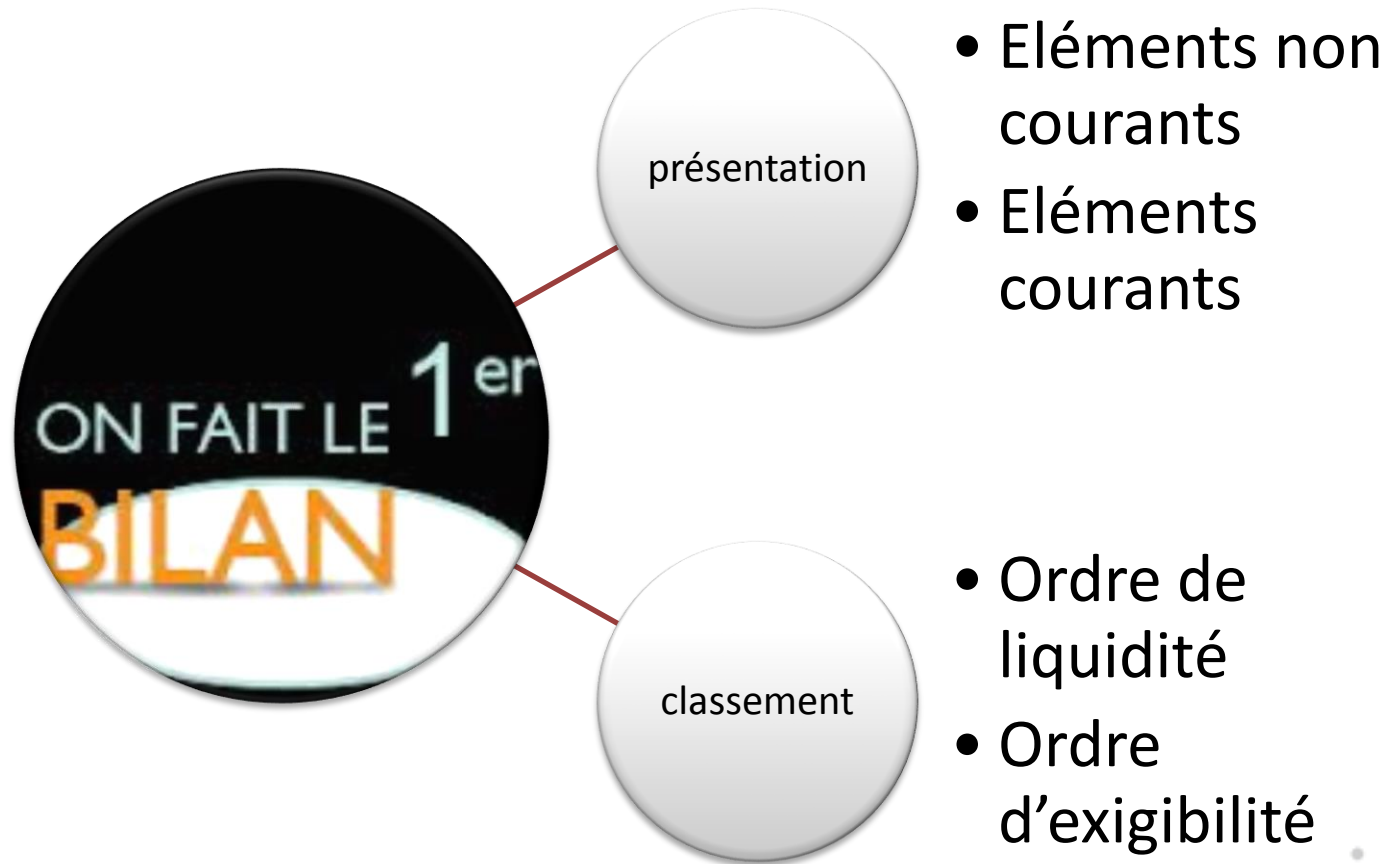 présentation
• Eléments non
courants
• Eléments
courants
ON FAIT LE 1er
BILAN
classement
• Ordre de
liquidité
• Ordre
d’exigibilité